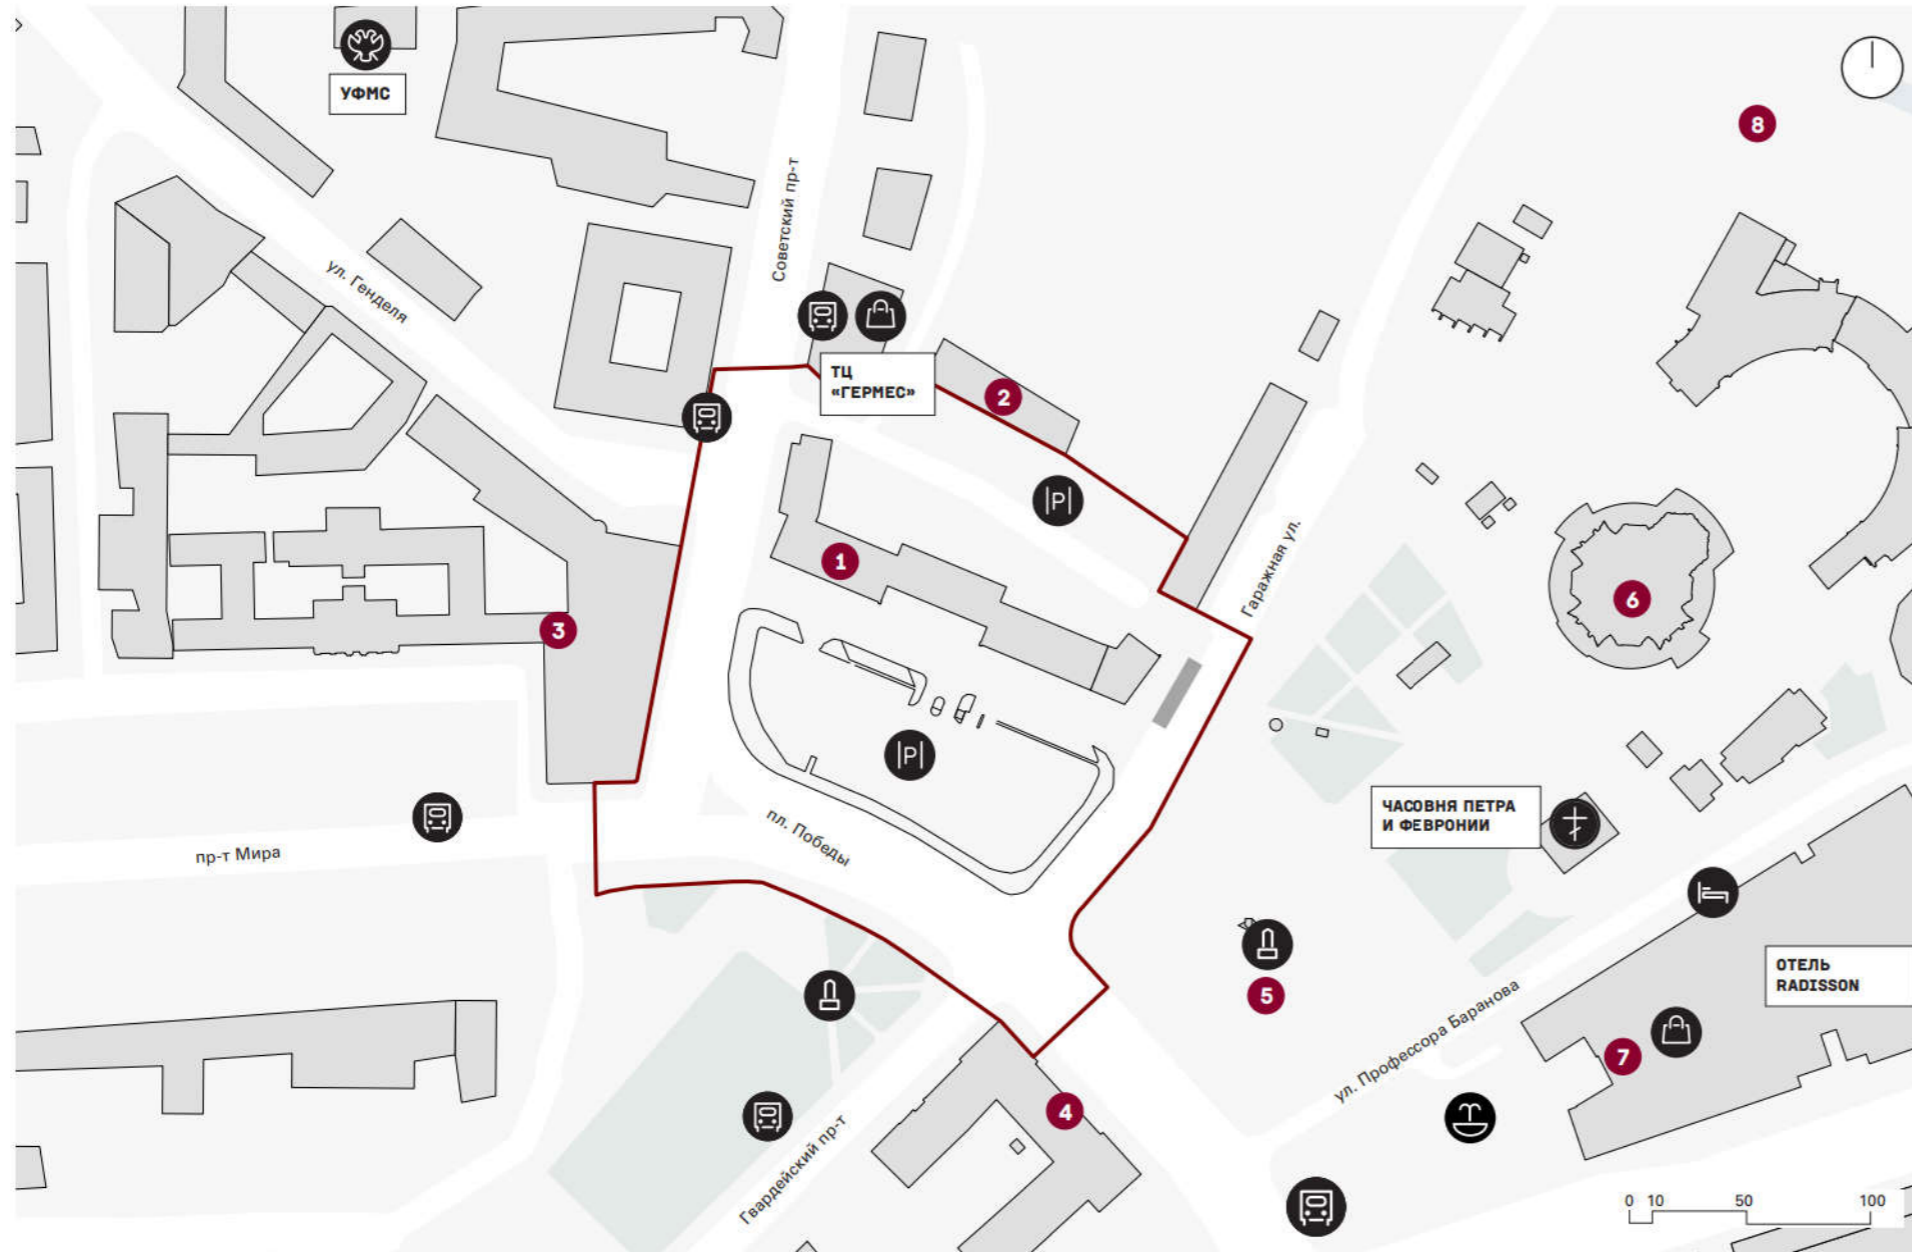 УФМС
8
Советский пр-т
ул. Генделя
ТЦ
«ГЕРМЕС»
2
P
1
Гаражная ул.
6
3
P
ЧАСОВНЯ ПЕТРА
И ФЕВРОНИИ
пл. Победы
пр-т Мира
ОТЕЛЬ
RADISSON
5
ул. Профессора Баранова
7
4
Гвардейский пр-т
0 10 50 100